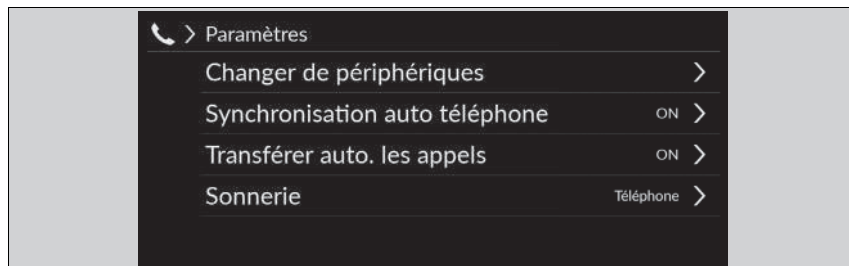 Paramètres
Changer de périphériques
Synchronisation auto téléphone ON
Transférer auto. les appels ON
Sonnerie Téléphone